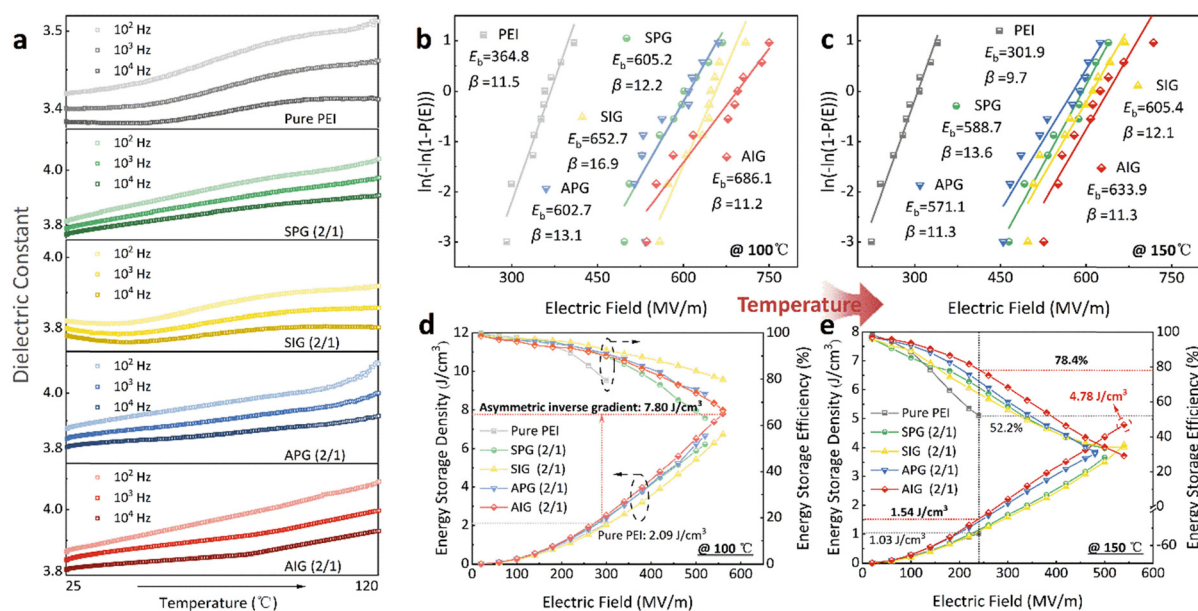 a
Dielectric Constant
3.5
3.4
10² Hz
10³ Hz
10⁴ Hz
Pure PEI
3.8
10² Hz
10³ Hz
10⁴ Hz
SPG (2/1)
4.0
3.8
10² Hz
10³ Hz
10⁴ Hz
SIG (2/1)
4.0
3.8
10² Hz
10³ Hz
10⁴ Hz
APG (2/1)
4.0
3.8
10² Hz
10³ Hz
10⁴ Hz
AIG (2/1)
25
120
Temperature (℃)
b
ln(-ln(1-P(E)))
1
0
-1
-2
-3
PEI
E_b=364.8
β=11.5
SPG
E_b=605.2
β=12.2
SIG
E_b=652.7
β=16.9
APG
E_b=602.7
β=13.1
AIG
E_b=686.1
β=11.2
@ 100℃
300 450 600 750
Electric Field (MV/m)
c
ln(-ln(1-P(E)))
1
0
-1
-2
-3
PEI
E_b=301.9
β=9.7
SPG
E_b=588.7
β=13.6
SIG
E_b=605.4
β=12.1
APG
E_b=571.1
β=11.3
AIG
E_b=633.9
β=11.3
@ 150℃
300 450 600 750
Electric Field (MV/m)
Temperature
d
Energy Storage Density (J/cm³)
12
10
8
6
4
2
0
Asymmetric inverse gradient: 7.80 J/cm³
Pure PEI
SPG (2/1)
SIG (2/1)
APG (2/1)
AIG (2/1)
Pure PEI: 2.09 J/cm³
@ 100℃
0 100 200 300 400 500 600
Electric Field (MV/m)
100
80
60
40
20
0
Energy Storage Efficiency (%)
e
Energy Storage Density (J/cm³)
8
7
6
5
4
3
2
1
0
78.4%
4.78 J/cm³
52.2%
Pure PEI
SPG (2/1)
SIG (2/1)
APG (2/1)
AIG (2/1)
1.54 J/cm³
1.03 J/cm³
@ 150℃
0 100 200 300 400 500 600
Electric Field (MV/m)
100
80
60
40
20
0
-60
Energy Storage Efficiency (%)